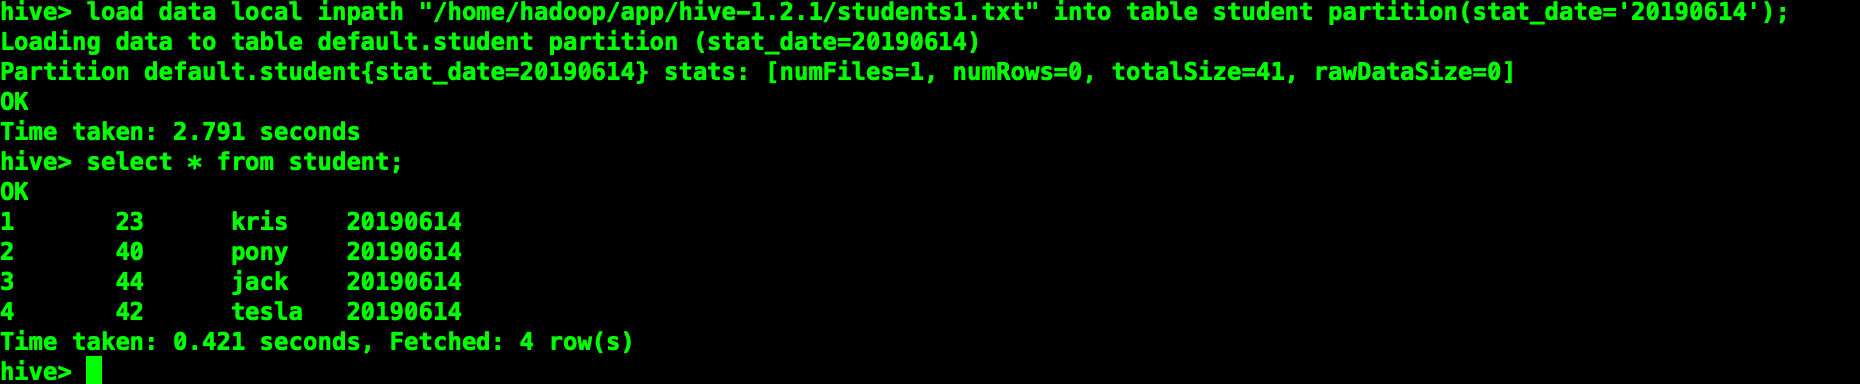 hive> load data local inpath "/home/hadoop/app/hive-1.2.1/students1.txt" into table student partition(stat_date='20190614');
Loading data to table default.student partition (stat_date=20190614)
Partition default.student{stat_date=20190614} stats: [numFiles=1, numRows=0, totalSize=41, rawDataSize=0]
OK
Time taken: 2.791 seconds
hive> select * from student;
OK
1	23	kris	20190614
2	40	pony	20190614
3	44	jack	20190614
4	42	tesla	20190614
Time taken: 0.421 seconds, Fetched: 4 row(s)
hive>